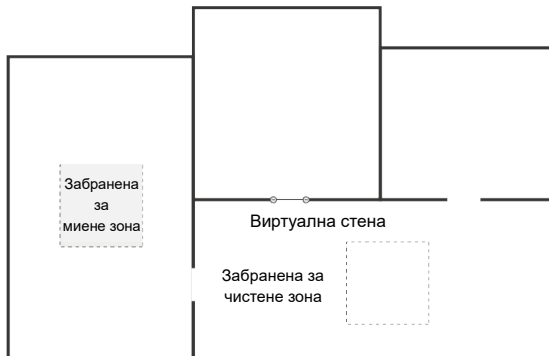 Забранена
за
миене зона
Виртуална стена
Забранена за
чистене зона